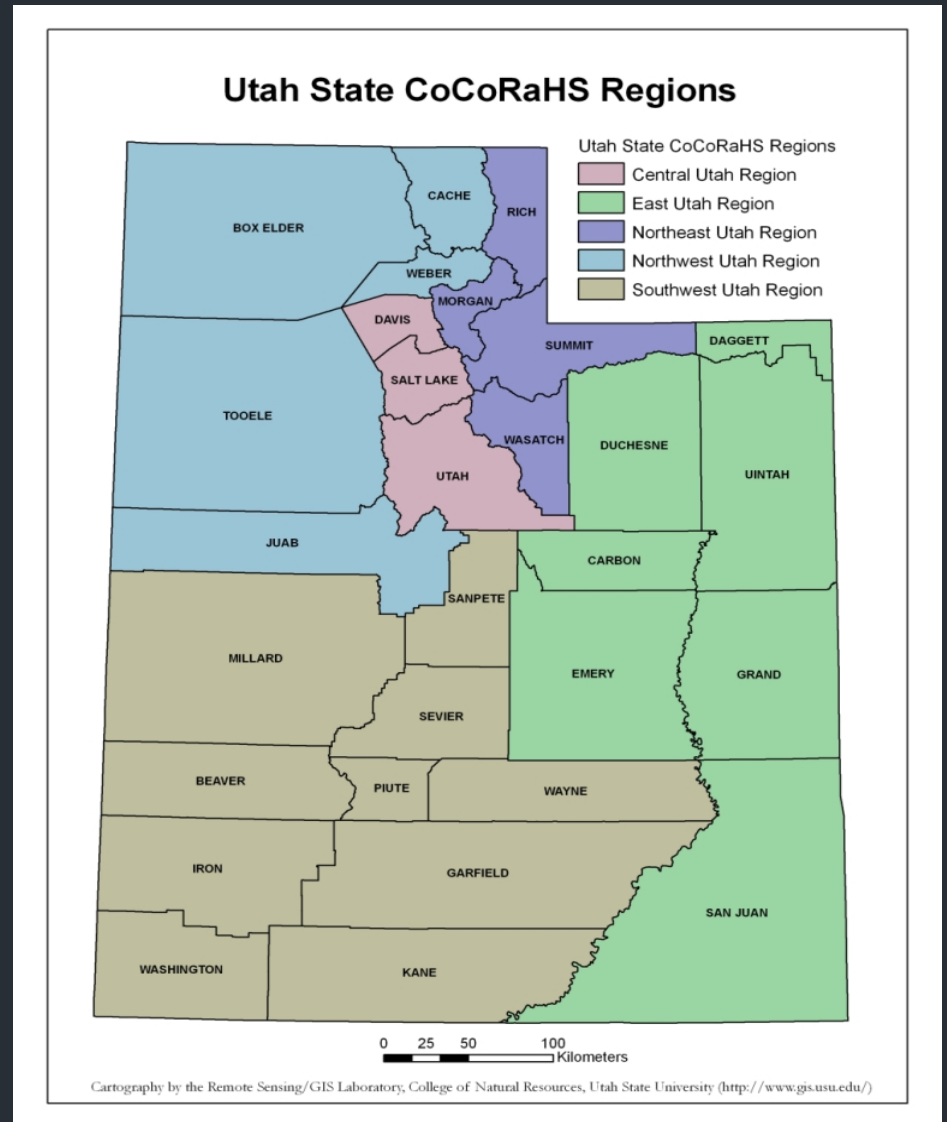 Utah State CoCoRaHS Regions
Utah State CoCoRaHS Regions
Central Utah Region
East Utah Region
Northeast Utah Region
Northwest Utah Region
Southwest Utah Region
CACHE
RICH
BOX ELDER
WEBER
MORGAN
DAVIS
SUMMIT
DAGGETT
SALT LAKE
TOOELE
WASATCH
DUCHESNE
UTAH
UINTAH
JUAB
CARBON
SANPETE
MILLARD
EMERY
GRAND
SEVIER
BEAVER
PIUTE
WAYNE
IRON
GARFIELD
SAN JUAN
WASHINGTON
KANE
0 25 50 100
Kilometers
Cartography by the Remote Sensing/GIS Laboratory, College of Natural Resources, Utah State University (http://www.gis.usu.edu/)